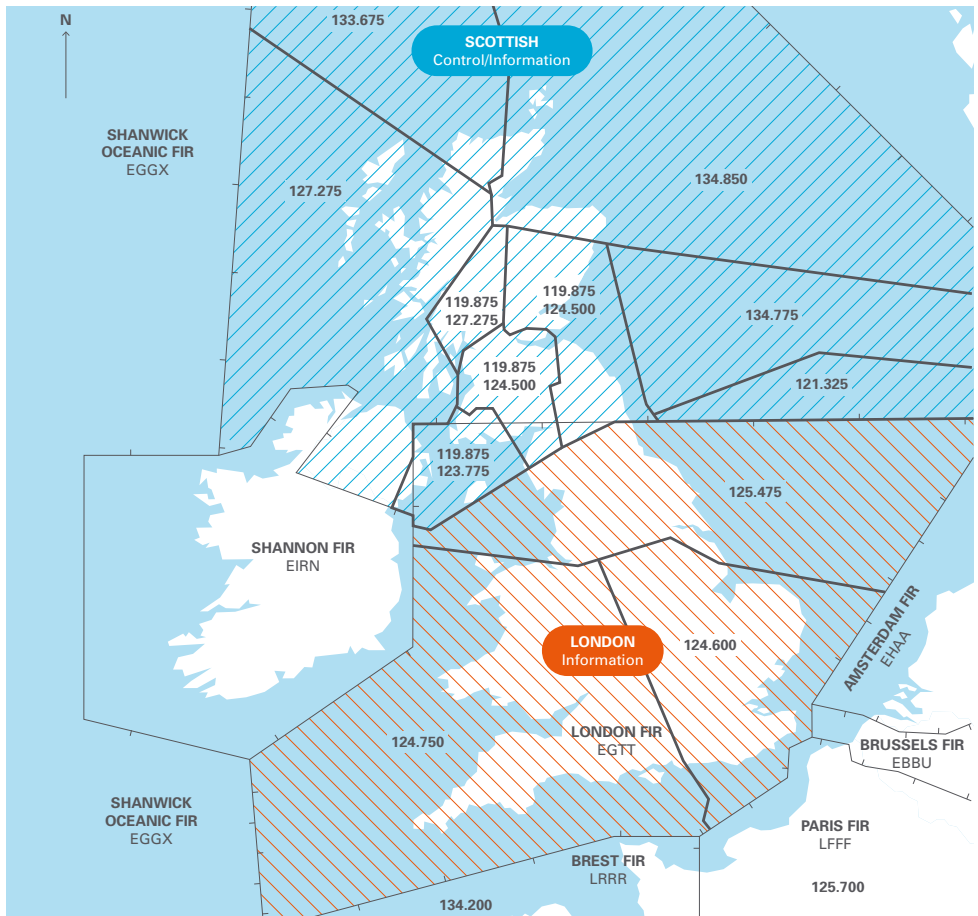 N
133.675
SCOTTISH
Control/Information
SHANWICK
OCEANIC FIR
EGGX
127.275
134.850
119.875
127.275
119.875
124.500
134.775
119.875
124.500
121.325
119.875
123.775
125.475
SHANNON FIR
EIRN
LONDON
Information
124.600
AMSTERDAM FIR
EHAA
LONDON FIR
EGTT
124.750
BRUSSELS FIR
EBBU
SHANWICK
OCEANIC FIR
EGGX
PARIS FIR
LFFF
BREST FIR
LRRR
125.700
134.200